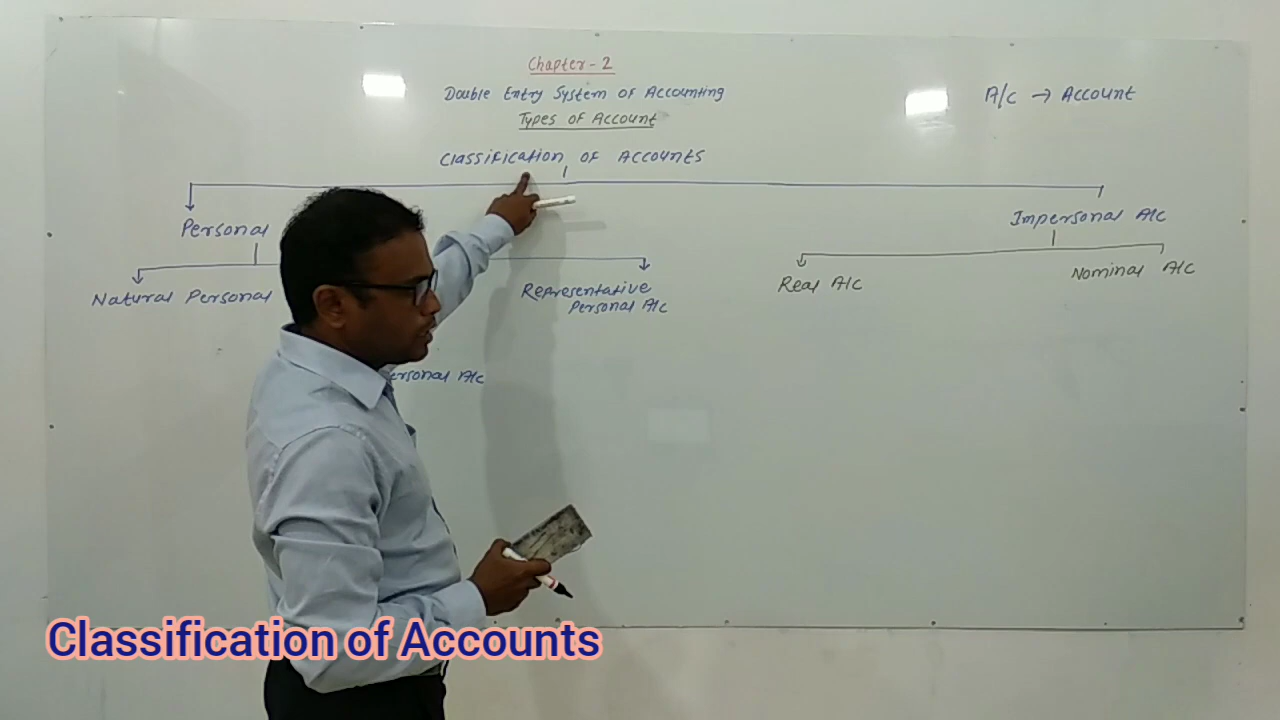 Chapter-2
Double Entry System of Accounting
Types of Account
A/c → Account
Classification of Accounts
Personal
Impersonal A/c
Natural Personal
Representative
Personal A/c
Real A/c
Nominal A/c
ersonal A/c
Classification of Accounts